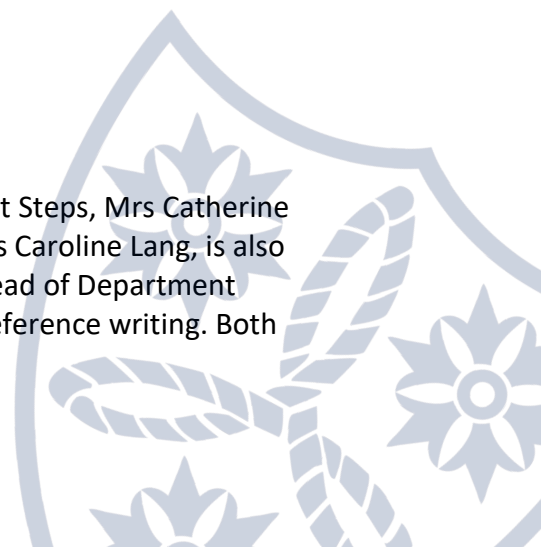 t Steps, Mrs Catherine
s Caroline Lang, is also
ead of Department
eference writing. Both